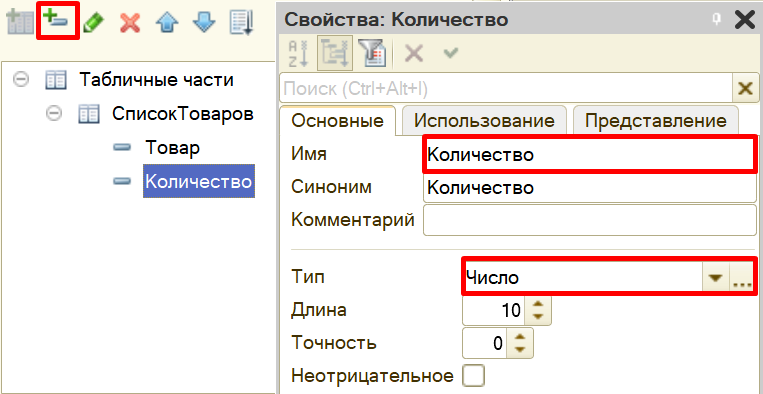 Свойства: Количество
Поиск (Ctrl+Alt+I)
Табличные части
СписокТоваров
Товар
Количество
Основные Использование Представление
Имя Количество
Синоним Количество
Комментарий
Тип Число ...
Длина 10
Точность 0
Неотрицательное